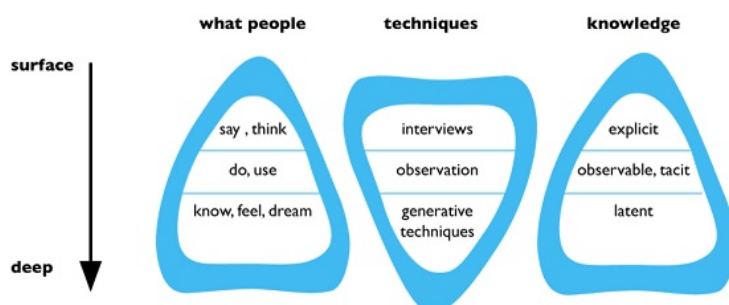 what people techniques knowledge
surface
say , think interviews explicit
do, use observation observable, tacit
know, feel, dream generative techniques latent
deep